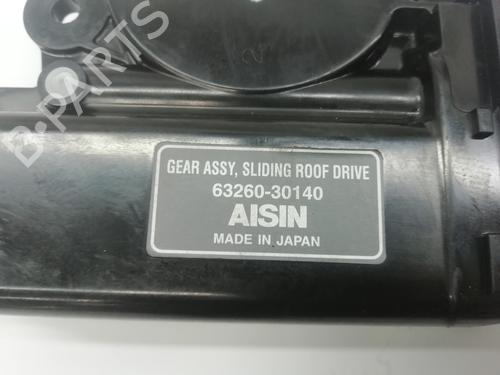 B-PARTS
GEAR ASSY, SLIDING ROOF DRIVE
63260-30140
AISIN
MADE IN JAPAN